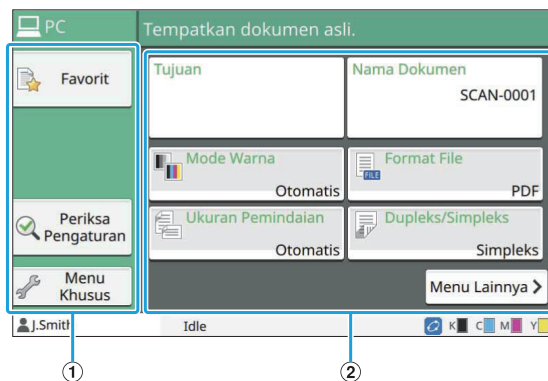 PC
Tempatkan dokumen asli.
Favorit
Periksa
Pengaturan
Menu
Khusus
Tujuan
Nama Dokumen
SCAN-0001
Mode Warna
Otomatis
Format File
FILE
PDF
Ukuran Pemindaian
Otomatis
Dupleks/Simpleks
Simpleks
Menu Lainnya
J.Smith
Idle
K C M Y
1
2